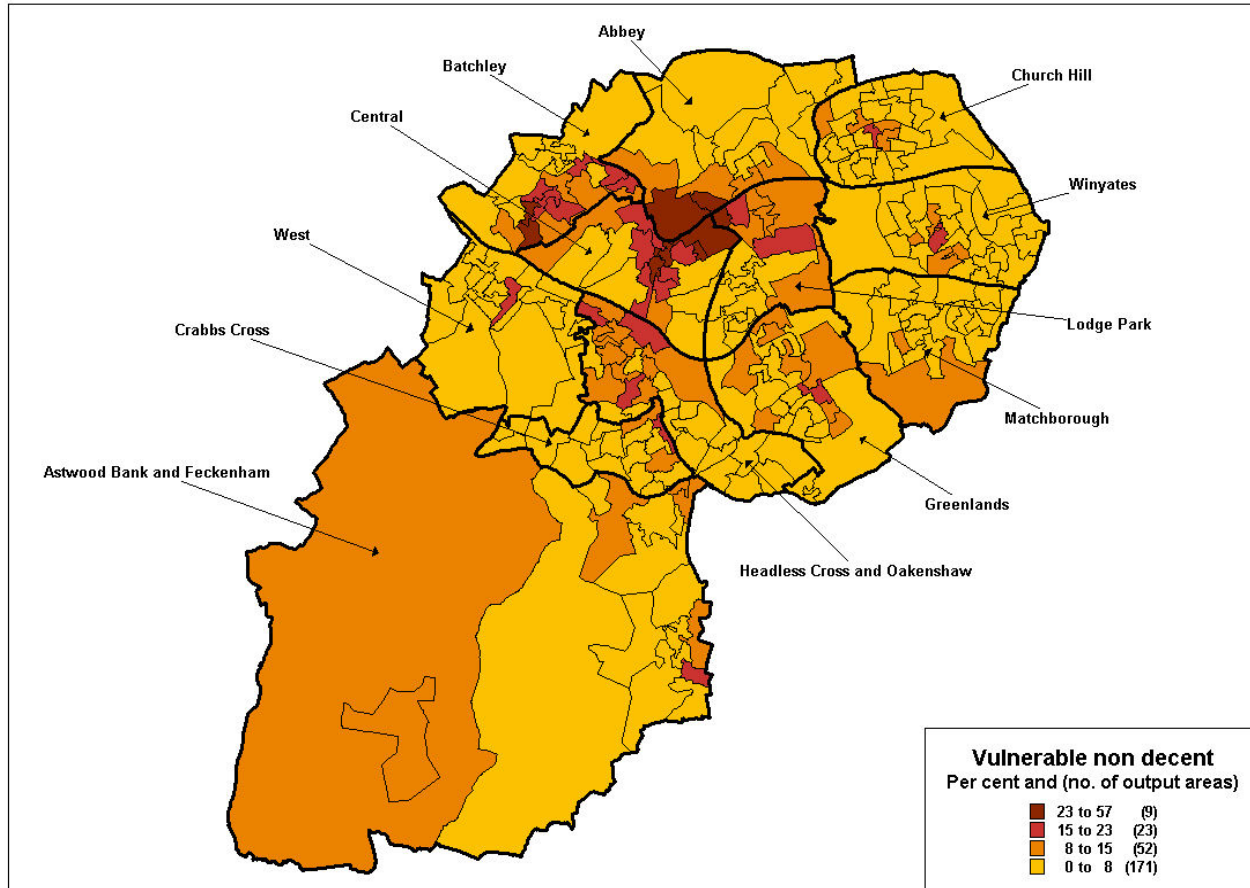 Abbey
Batchley
Church Hill
Central
Winyates
West
Crabbs Cross
Lodge Park
Matchborough
Astwood Bank and Feckenham
Greenlands
Headless Cross and Oakenshaw
Vulnerable non decent
Per cent and (no. of output areas)
23 to 57 (9)
15 to 23 (23)
8 to 15 (52)
0 to 8 (171)